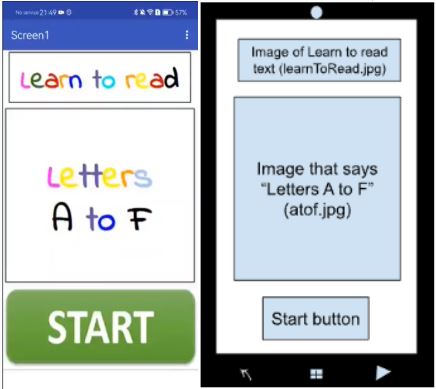 No service 21:49
57%
Screen1
Learn to read
Letters
A to F
START
Image of Learn to read
text (learnToRead.jpg)
Image that says
“Letters A to F”
(atof.jpg)
Start button